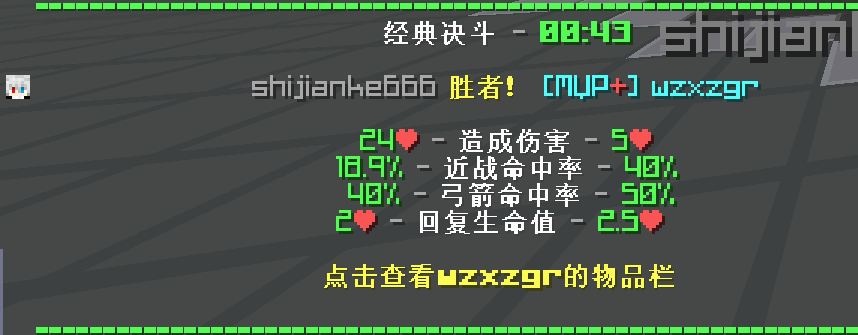 经典决斗 - 00:43
shijian
shijianke666 胜者! [MVP+] wzxzgr
24❤ - 造成伤害 - 5❤
18.9% - 近战命中率 - 40%
40% - 弓箭命中率 - 50%
2❤ - 回复生命值 - 2.5❤
点击查看wzxzgr的物品栏